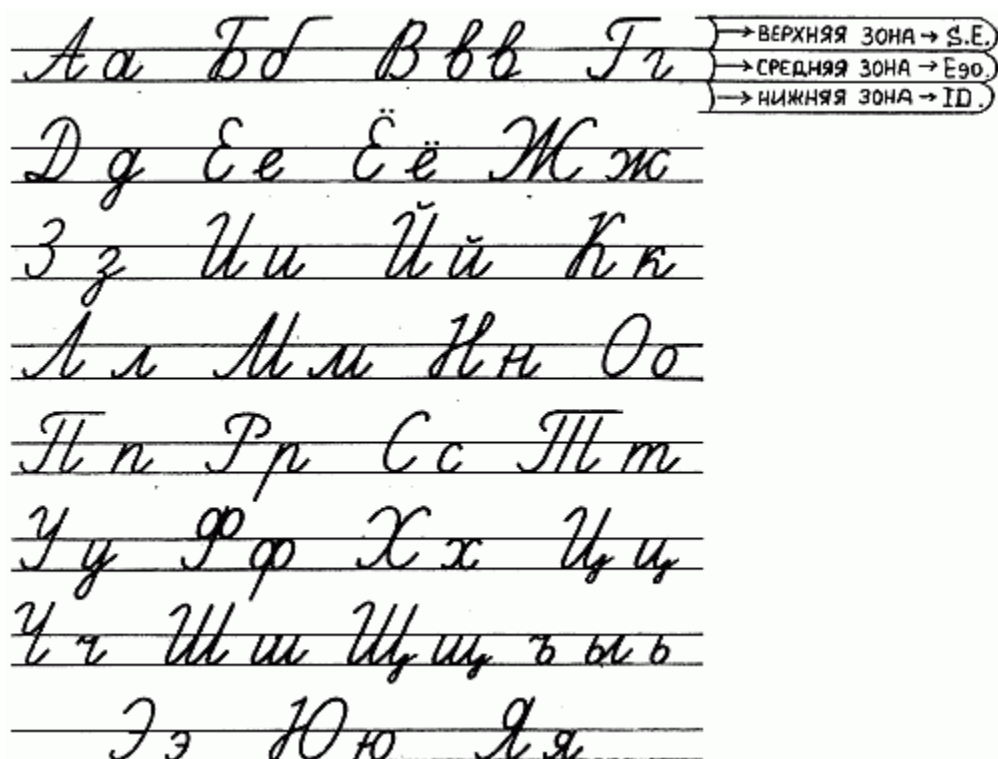 Аа Бб Ввв Гг
→ ВЕРХНЯЯ ЗОНА → S.E.
→ СРЕДНЯЯ ЗОНА → Ego.
→ НИЖНЯЯ ЗОНА → ID.
Дд Ее Ёё Жж
Зз Ии Йй Кк
Лл Мм Нн Оо
Пп Рр Сс Тт
Уу Фф Хх Цц
Чч Шш Щщ ъ ы ь
Ээ Юю Яя